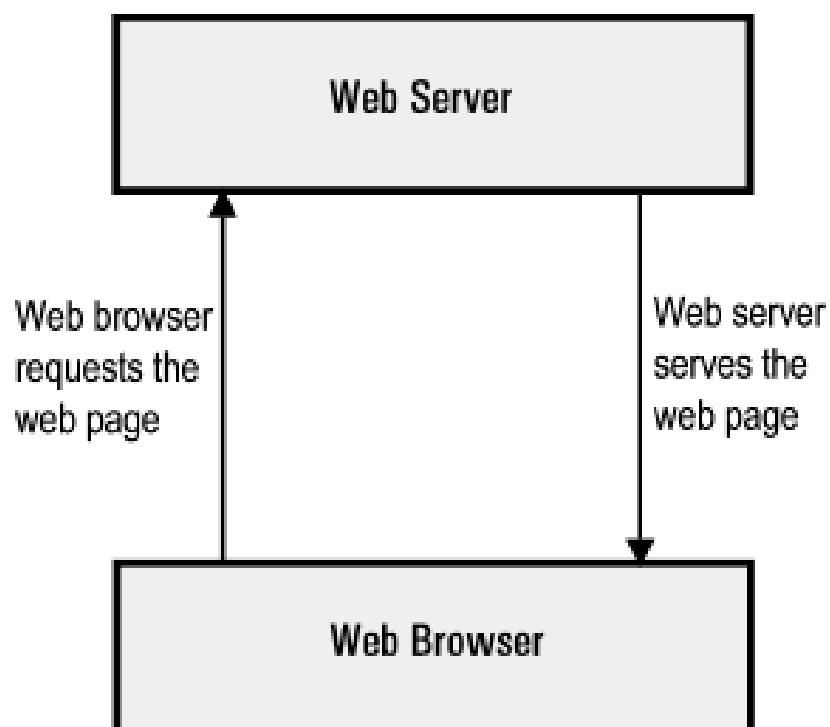 Web Server
Web browser
requests the
web page
Web server
serves the
web page
Web Browser